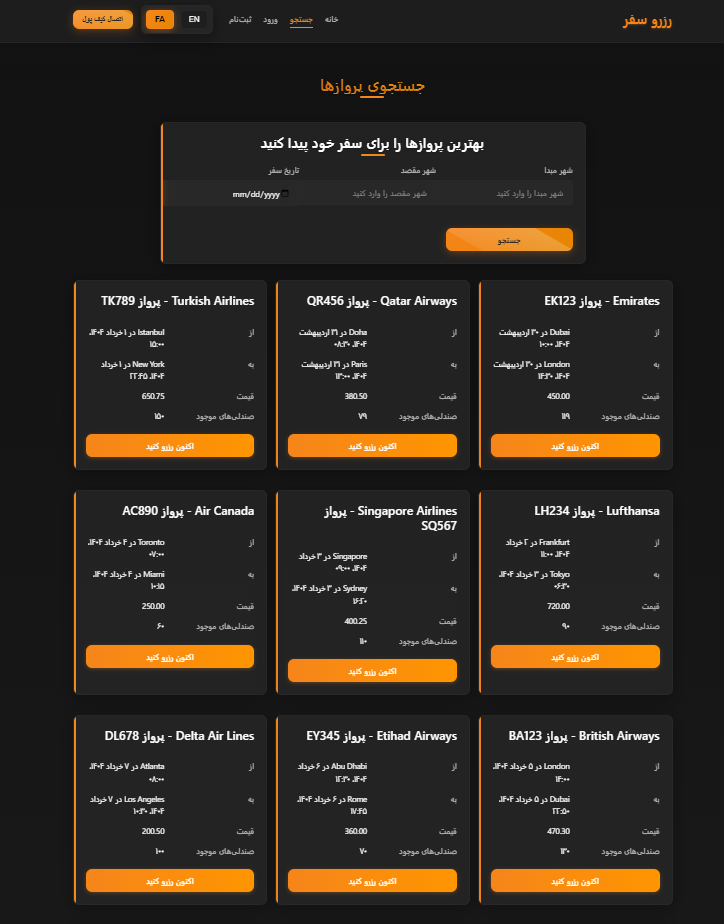 رزرو سفر
خانه
جستجو
ورود
ثبت‌نام
EN
FA
اتصال کیف پول
جستجوی پروازها
بهترین پروازها را برای سفر خود پیدا کنید
شهر مبدا
شهر مقصد
تاریخ سفر
شهر مبدا را وارد کنید
شهر مقصد را وارد کنید
mm/dd/yyyy
جستجو
Emirates - پرواز EK123
از
Dubai در ۳۰ اردیبهشت
۱۴۰۴، ۱۰:۰۰
به
London در ۳۰ اردیبهشت
۱۴۰۴، ۱۴:۳۰
قیمت
450.00
صندلی‌های موجود
۱۱۹
اکنون رزرو کنید
Qatar Airways - پرواز QR456
از
Doha در ۳۱ اردیبهشت
۱۴۰۴، ۰۸:۳۰
به
Paris در ۳۱ اردیبهشت
۱۴۰۴، ۱۳:۰۰
قیمت
380.50
صندلی‌های موجود
۷۹
اکنون رزرو کنید
Turkish Airlines - پرواز TK789
از
Istanbul در ۱ خرداد ۱۴۰۴،
۱۵:۰۰
به
New York در ۱ خرداد
۱۴۰۴، ۲۲:۴۵
قیمت
650.75
صندلی‌های موجود
۱۵۰
اکنون رزرو کنید
Lufthansa - پرواز LH234
از
Frankfurt در ۲ خرداد
۱۴۰۴، ۱۱:۰۰
به
Tokyo در ۳ خرداد ۱۴۰۴،
۰۶:۳۰
قیمت
720.00
صندلی‌های موجود
۹۰
اکنون رزرو کنید
Singapore Airlines - پرواز
SQ567
از
Singapore در ۳ خرداد
۱۴۰۴، ۰۹:۰۰
به
Sydney در ۳ خرداد ۱۴۰۴،
۱۶:۲۰
قیمت
400.25
صندلی‌های موجود
۱۱۰
اکنون رزرو کنید
Air Canada - پرواز AC890
از
Toronto در ۴ خرداد ۱۴۰۴،
۰۷:۰۰
به
Miami در ۴ خرداد ۱۴۰۴،
۱۰:۱۵
قیمت
250.00
صندلی‌های موجود
۶۰
اکنون رزرو کنید
British Airways - پرواز BA123
از
London در ۵ خرداد ۱۴۰۴،
۱۴:۰۰
به
Dubai در ۵ خرداد ۱۴۰۴،
۲۲:۵۰
قیمت
470.30
صندلی‌های موجود
۱۳۰
اکنون رزرو کنید
Etihad Airways - پرواز EY345
از
Abu Dhabi در ۶ خرداد
۱۴۰۴، ۱۲:۳۰
به
Rome در ۶ خرداد ۱۴۰۴،
۱۷:۴۵
قیمت
360.00
صندلی‌های موجود
۷۰
اکنون رزرو کنید
Delta Air Lines - پرواز DL678
از
Atlanta در ۷ خرداد ۱۴۰۴،
۰۸:۰۰
به
Los Angeles در ۷ خرداد
۱۴۰۴، ۱۰:۳۰
قیمت
200.50
صندلی‌های موجود
۱۰۰
اکنون رزرو کنید